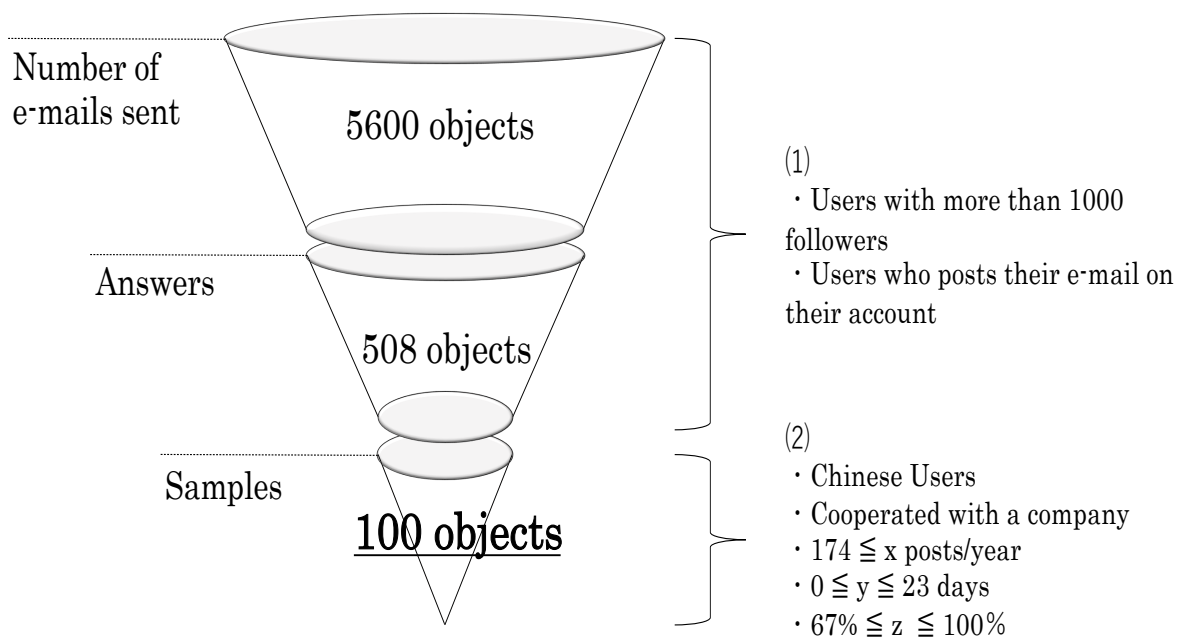 Number of
e-mails sent
5600 objects
Answers
508 objects
Samples
100 objects
⑴
・Users with more than 1000
followers
・Users who posts their e-mail on
their account
⑵
・Chinese Users
・Cooperated with a company
・174 ≦ x posts/year
・0 ≦ y ≦ 23 days
・67% ≦ z ≦ 100%